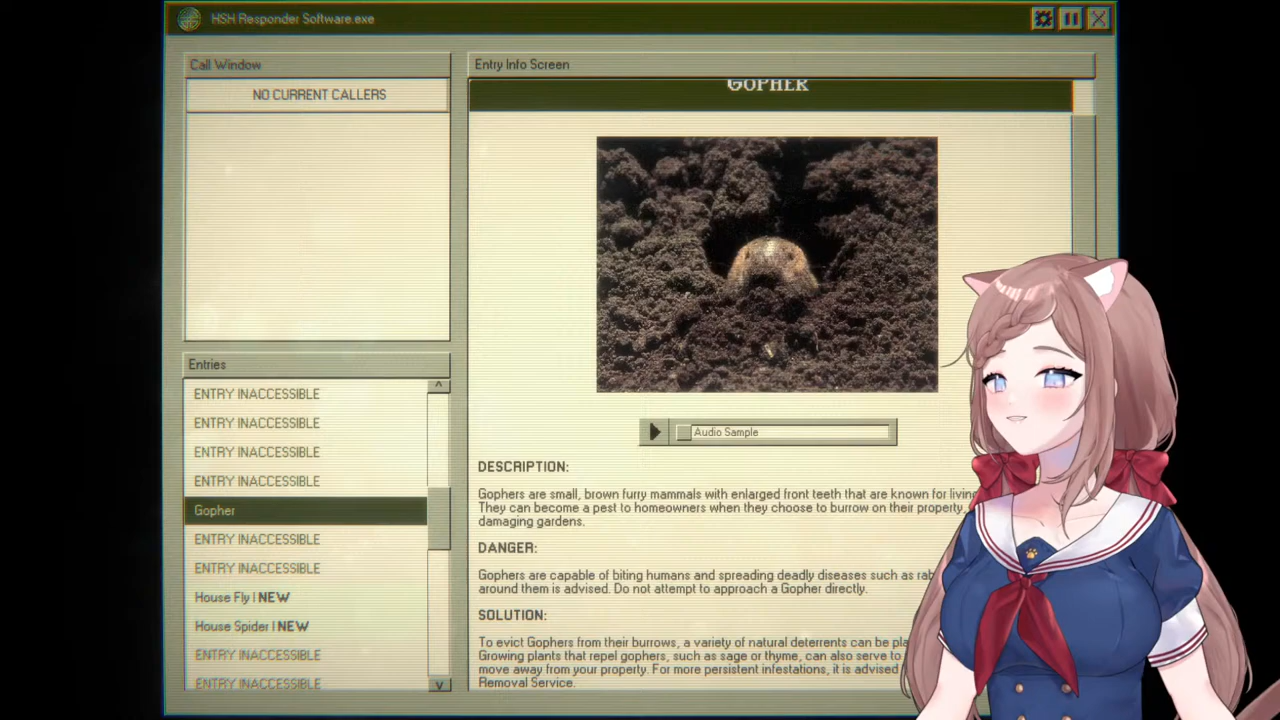 HSH Responder Software.exe
Call Window
NO CURRENT CALLERS
Entries
ENTRY INACCESSIBLE
ENTRY INACCESSIBLE
ENTRY INACCESSIBLE
ENTRY INACCESSIBLE
Gopher
ENTRY INACCESSIBLE
ENTRY INACCESSIBLE
House Fly | NEW
House Spider | NEW
ENTRY INACCESSIBLE
ENTRY INACCESSIBLE
Entry Info Screen
GOPHER
Audio Sample
DESCRIPTION:
Gophers are small, brown furry mammals with enlarged front teeth that are known for living
They can become a pest to homeowners when they choose to burrow on their property,
damaging gardens.
DANGER:
Gophers are capable of biting humans and spreading deadly diseases such as
around them is advised. Do not attempt to approach a Gopher directly.
SOLUTION:
To evict Gophers from their burrows, a variety of natural deterrents can be
Growing plants that repel gophers, such as sage or thyme, can also serve to
move away from your property. For more persistent infestations, it is advised
Removal Service.